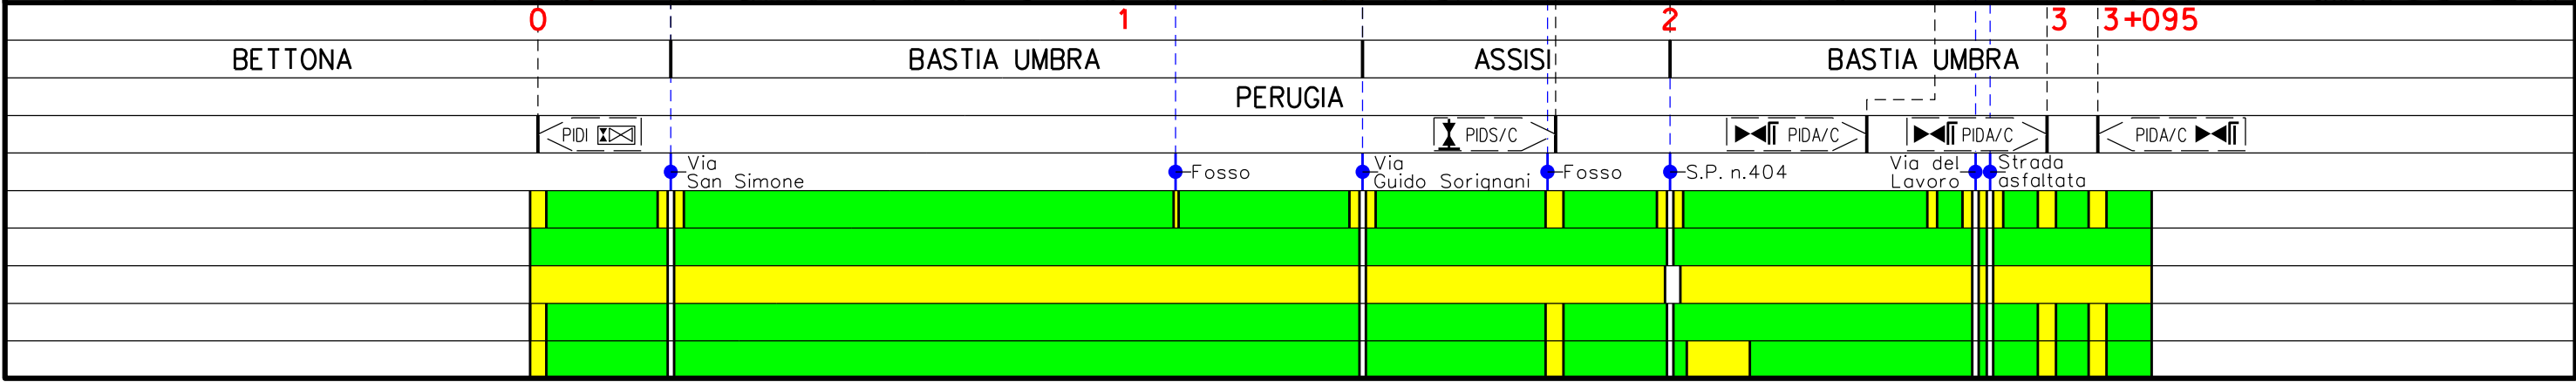 0 1 2 3 3+095
BETTONA BASTIA UMBRA ASSISI BASTIA UMBRA
PERUGIA
PIDI PIDS/C PIDA/C PIDA/C PIDA/C
Via
San Simone
Fosso
Via
Guido Sorignani
Fosso
S.P. n.404
Via del
Lavoro
Strada
asfaltata